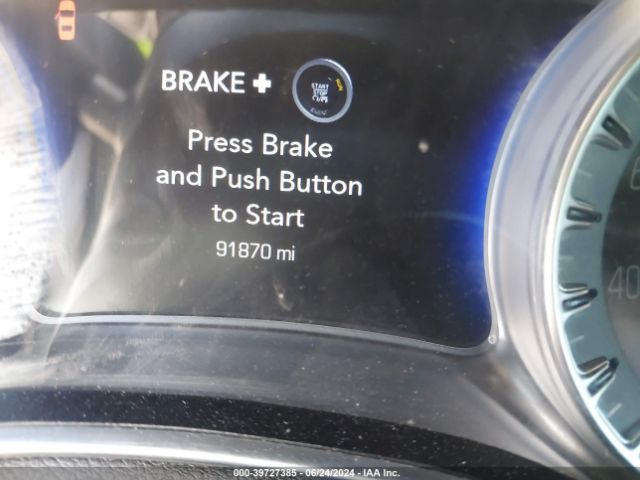 BRAKE +
START
STOP
RUN
Press Brake
and Push Button
to Start
91870 mi
40
000-39727385 - 06/24/2024 - IAA Inc.